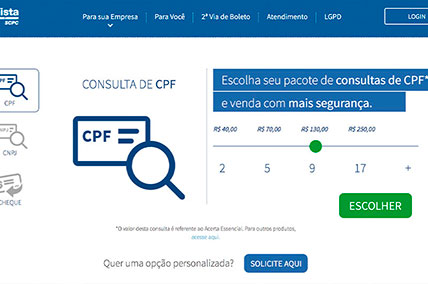 ista
SCPC
Para sua Empresa
Para Você
2ª Via de Boleto
Atendimento
LGPD
LOGIN
CPF
CPF
CNPJ
CNPJ
CHEQUE
CONSULTA DE CPF
CPF
Escolha seu pacote de consultas de CPF*
e venda com mais segurança.
R$ 40,00 R$ 70,00 R$ 130,00 R$ 250,00
2 5 9 17 +
ESCOLHER
*O valor desta consulta é referente ao Acerta Essencial. Para outros produtos,
acesse aqui.
Quer uma opção personalizada?
SOLICITE AQUI